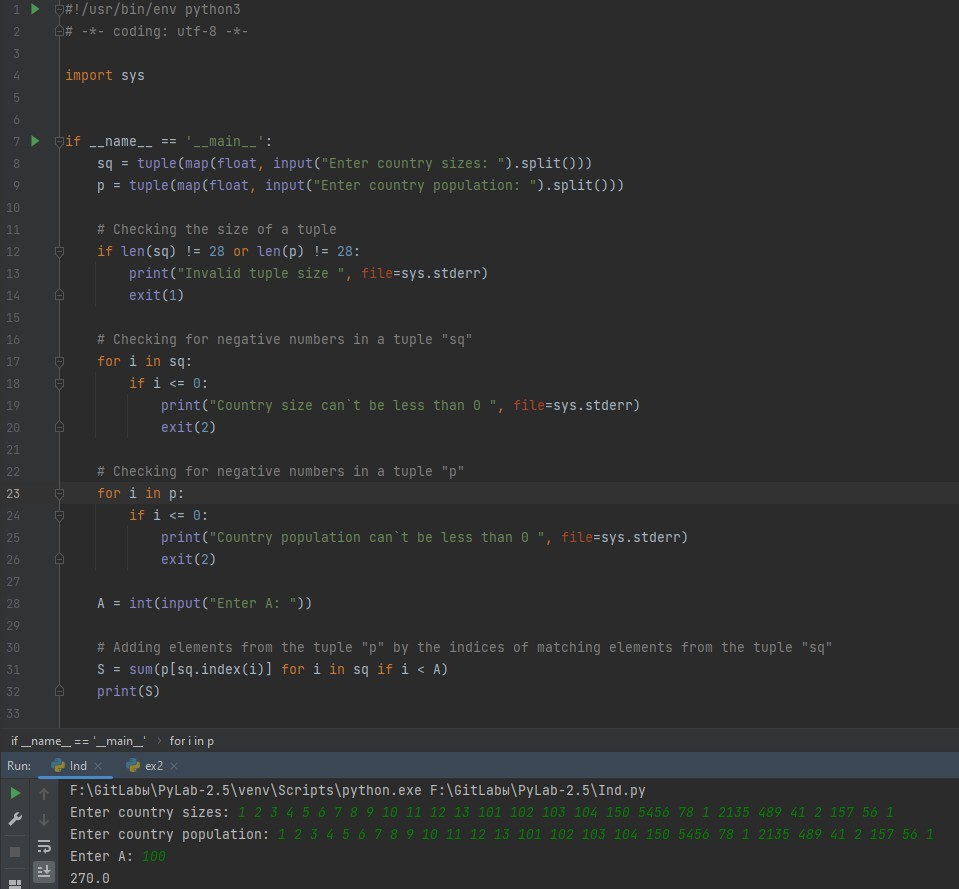 1 #!/usr/bin/env python3
2 # -*- coding: utf-8 -*-
3
4 import sys
5
6
7 if __name__ == '__main__':
8     sq = tuple(map(float, input("Enter country sizes: ").split()))
9     p = tuple(map(float, input("Enter country population: ").split()))
10
11     # Checking the size of a tuple
12     if len(sq) != 28 or len(p) != 28:
13         print("Invalid tuple size ", file=sys.stderr)
14         exit(1)
15
16     # Checking for negative numbers in a tuple "sq"
17     for i in sq:
18         if i <= 0:
19             print("Country size can`t be less than 0 ", file=sys.stderr)
20             exit(2)
21
22     # Checking for negative numbers in a tuple "p"
23     for i in p:
24         if i <= 0:
25             print("Country population can`t be less than 0 ", file=sys.stderr)
26             exit(2)
27
28     A = int(input("Enter A: "))
29
30     # Adding elements from the tuple "p" by the indices of matching elements from the tuple "sq"
31     S = sum(p[sq.index(i)] for i in sq if i < A)
32     print(S)
33
if __name__ == '__main__' › for i in p
Run: Ind × ex2 ×
F:\GitLabы\PyLab-2.5\venv\Scripts\python.exe F:\GitLabы\PyLab-2.5\Ind.py
Enter country sizes: 1 2 3 4 5 6 7 8 9 10 11 12 13 101 102 103 104 150 5456 78 1 2135 489 41 2 157 56 1
Enter country population: 1 2 3 4 5 6 7 8 9 10 11 12 13 101 102 103 104 150 5456 78 1 2135 489 41 2 157 56 1
Enter A: 100
270.0